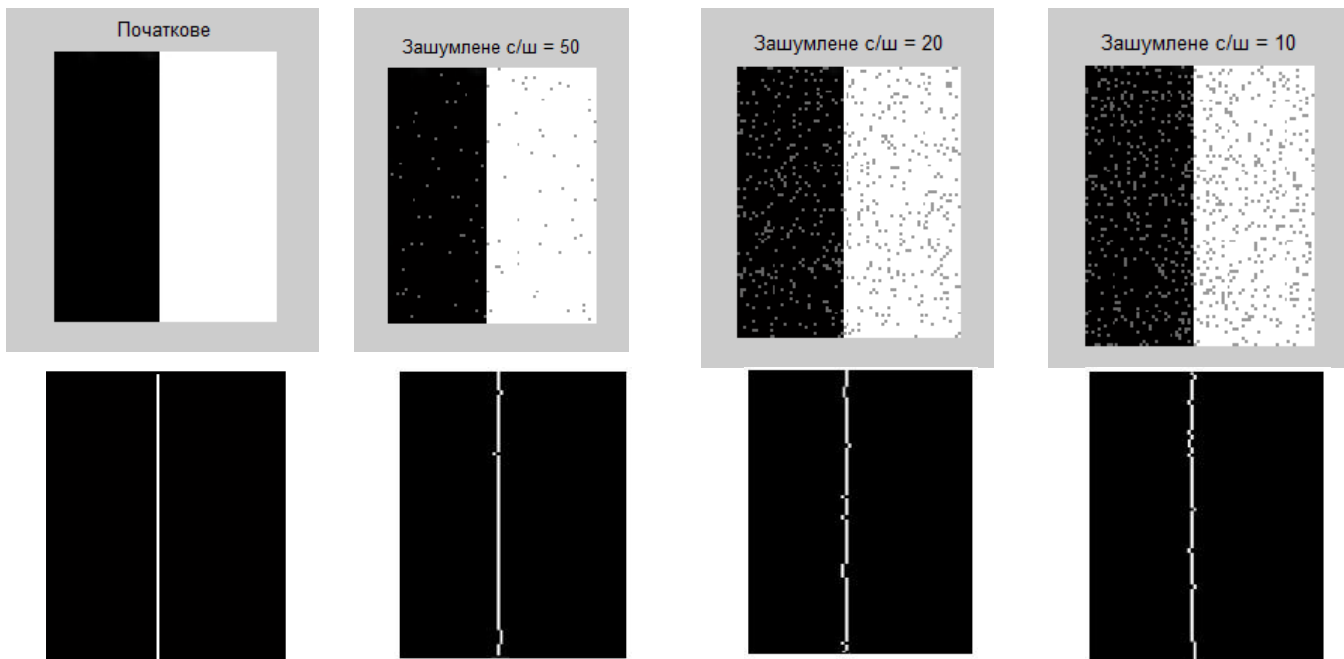 Початкове
Зашумлене с/ш = 50
Зашумлене с/ш = 20
Зашумлене с/ш = 10